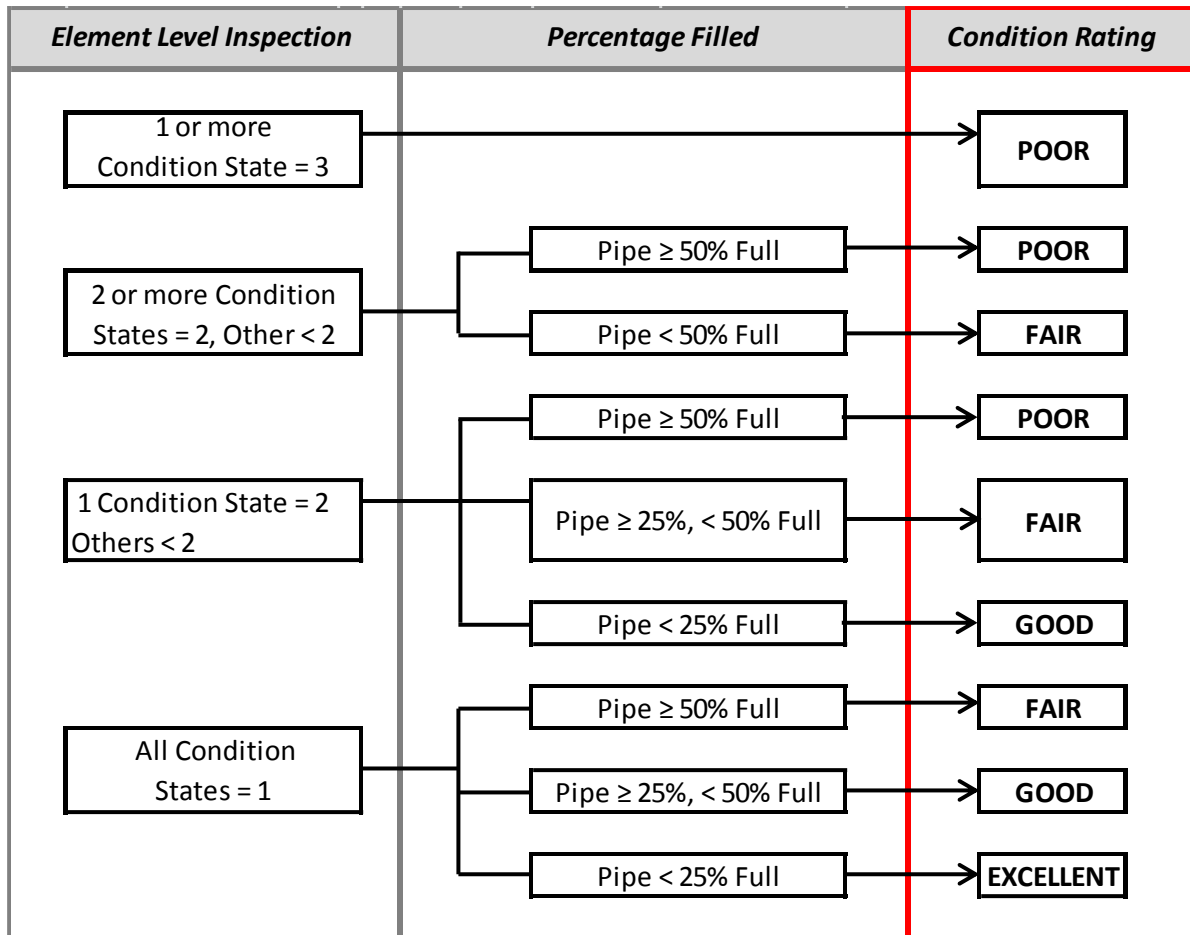 Element Level Inspection
Percentage Filled
Condition Rating
1 or more
Condition State = 3
POOR
2 or more Condition
States = 2, Other < 2
Pipe ≥ 50% Full
POOR
Pipe < 50% Full
FAIR
1 Condition State = 2
Others < 2
Pipe ≥ 50% Full
POOR
Pipe ≥ 25%, < 50% Full
FAIR
Pipe < 25% Full
GOOD
All Condition
States = 1
Pipe ≥ 50% Full
FAIR
Pipe ≥ 25%, < 50% Full
GOOD
Pipe < 25% Full
EXCELLENT